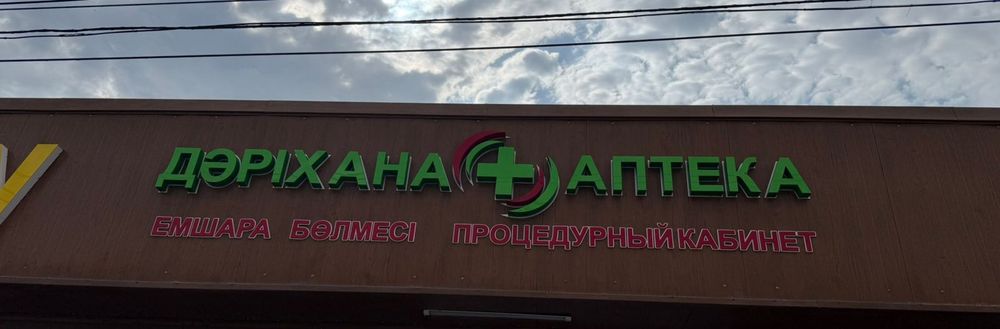 ДӘРІХАНА АПТЕКА
ЕМШАРА БӨЛМЕСІ ПРОЦЕДУРНЫЙ КАБИНЕТ